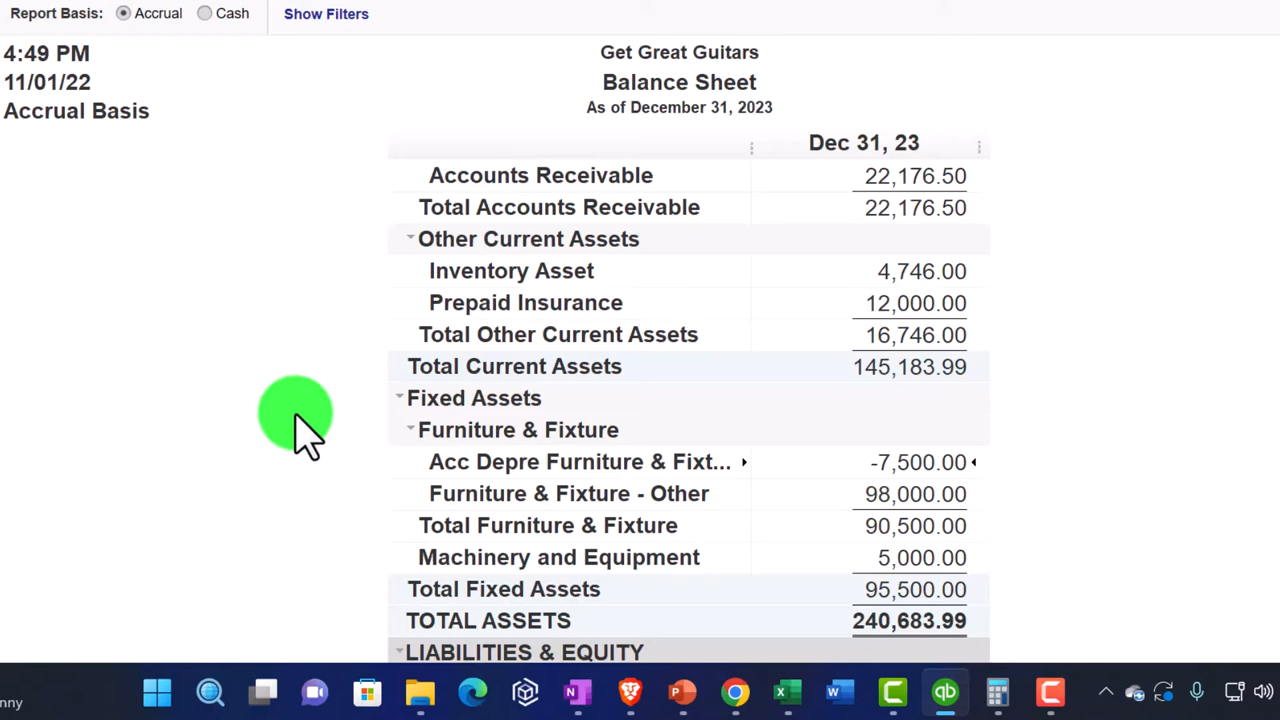 Report Basis: Accrual Cash Show Filters
4:49 PM
11/01/22
Accrual Basis
Get Great Guitars
Balance Sheet
As of December 31, 2023
Dec 31, 23
Accounts Receivable 22,176.50
Total Accounts Receivable 22,176.50
Other Current Assets
Inventory Asset 4,746.00
Prepaid Insurance 12,000.00
Total Other Current Assets 16,746.00
Total Current Assets 145,183.99
Fixed Assets
Furniture & Fixture
Acc Depre Furniture & Fixt... -7,500.00
Furniture & Fixture - Other 98,000.00
Total Furniture & Fixture 90,500.00
Machinery and Equipment 5,000.00
Total Fixed Assets 95,500.00
TOTAL ASSETS 240,683.99
LIABILITIES & EQUITY
nny